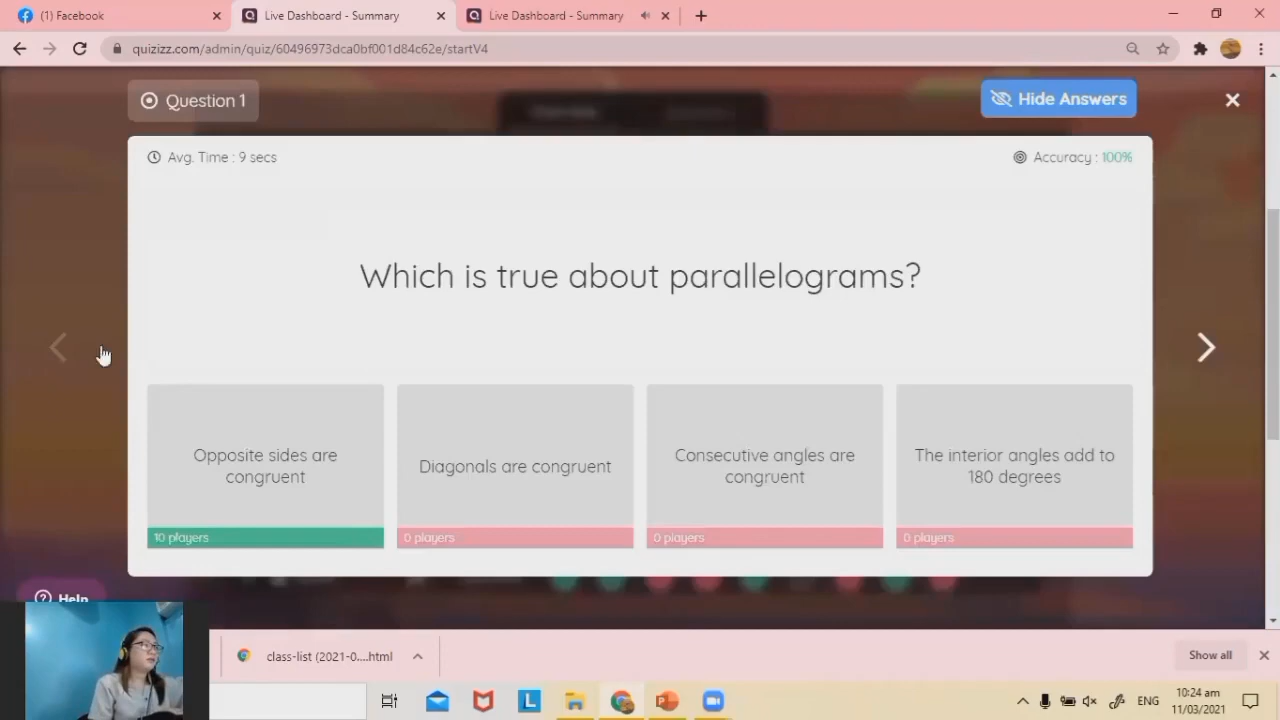 (1) Facebook
Live Dashboard - Summary
Live Dashboard - Summary
quizizz.com/admin/quiz/60496973dca0bf001d84c62e/startV4
Question 1
Hide Answers
Avg. Time : 9 secs
Accuracy : 100%
Which is true about parallelograms?
Opposite sides are
congruent
Diagonals are congruent
Consecutive angles are
congruent
The interior angles add to
180 degrees
10 players
0 players
0 players
0 players
Help
class-list (2021-0....html
Show all
L
P
ENG
10:24 am
11/03/2021